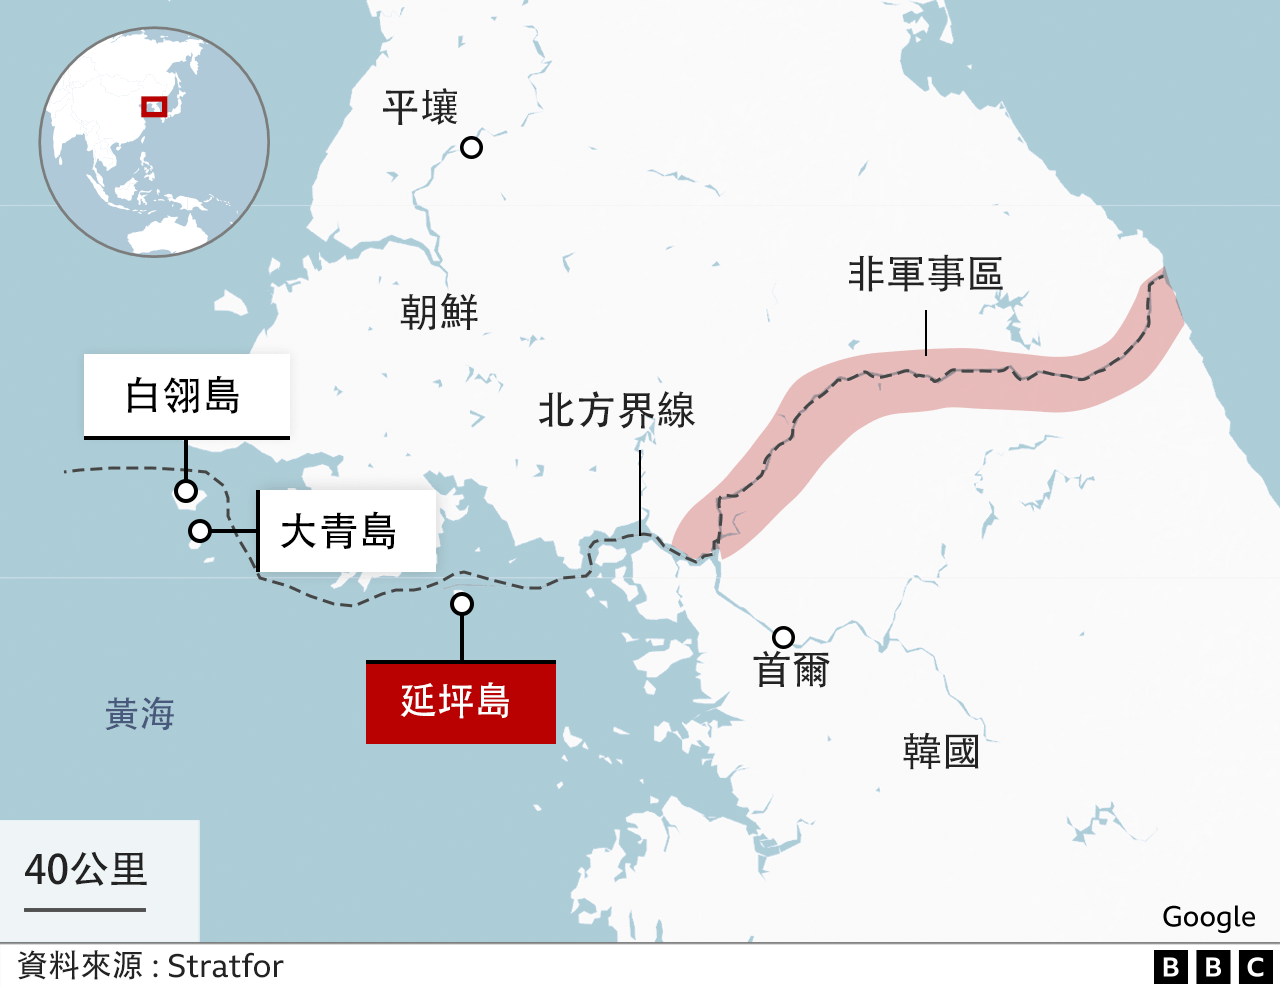 平壤
非軍事區
朝鮮
白翎島
北方界線
大青島
首爾
延坪島
黃海
韓國
40公里
Google
資料來源 : Stratfor
BBC